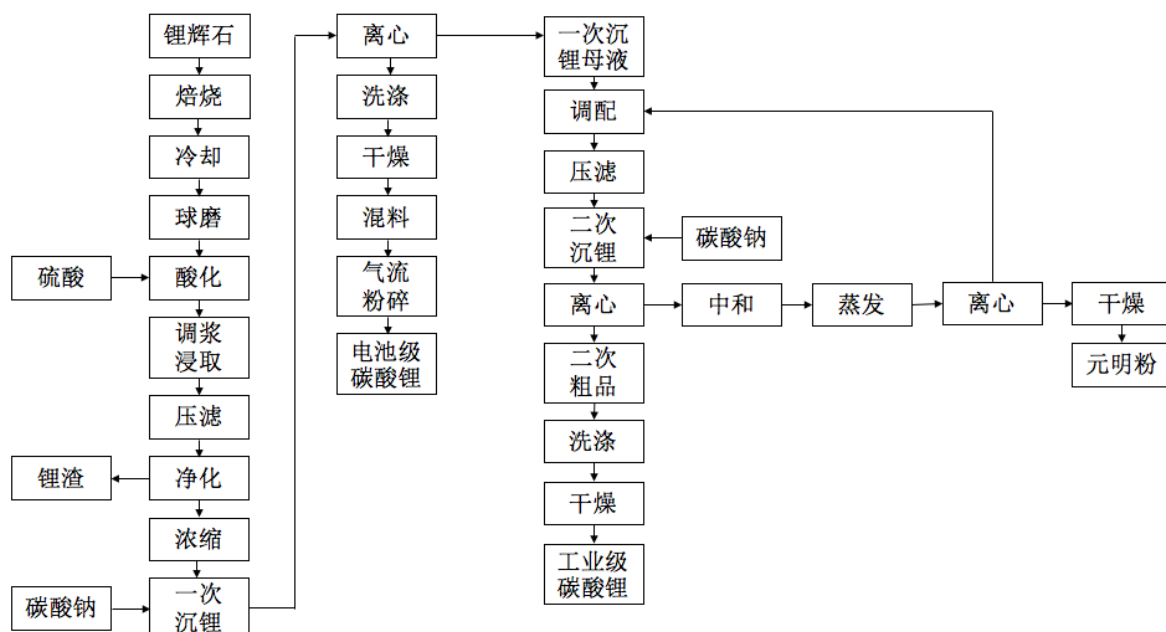 锂辉石
焙烧
冷却
球磨
硫酸
酸化
调浆
浸取
压滤
锂渣
净化
浓缩
碳酸钠
一次
沉锂
离心
洗涤
干燥
混料
气流
粉碎
电池级
碳酸锂
一次沉
锂母液
调配
压滤
二次
沉锂
碳酸钠
离心
中和
蒸发
离心
干燥
元明粉
二次
粗品
洗涤
干燥
工业级
碳酸锂